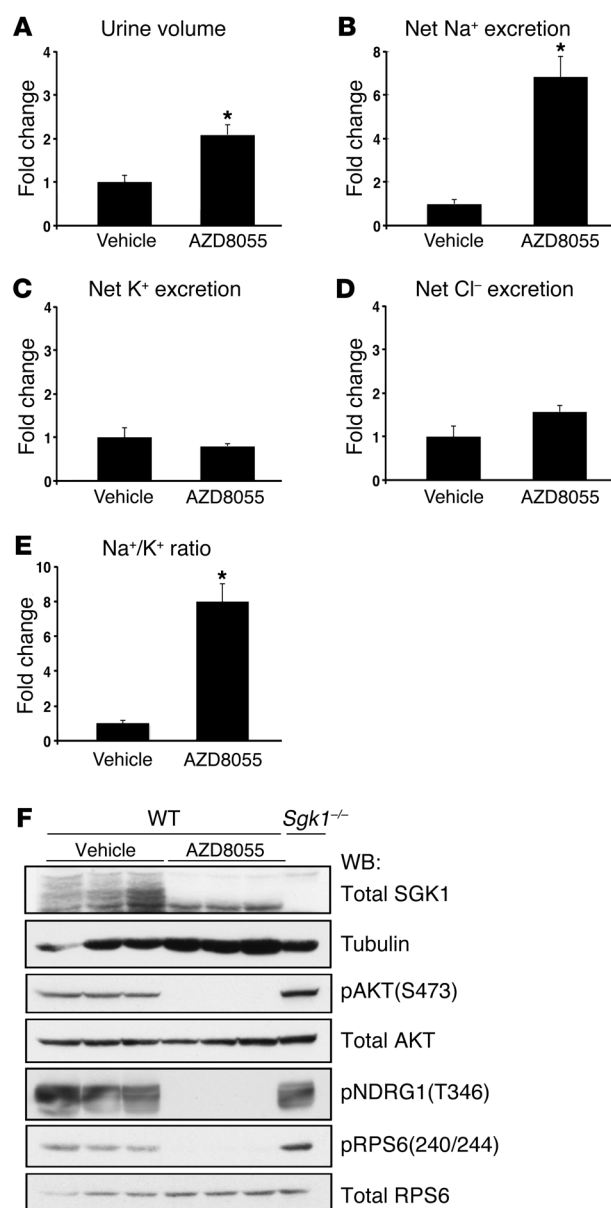 A Urine volume
4
3
2
1
0
Fold change
*
Vehicle AZD8055
B Net Na⁺ excretion
8
6
4
2
0
Fold change
*
Vehicle AZD8055
C Net K⁺ excretion
4
3
2
1
0
Fold change
Vehicle AZD8055
D Net Cl⁻ excretion
4
3
2
1
0
Fold change
Vehicle AZD8055
E Na⁺/K⁺ ratio
10
8
6
4
2
0
Fold change
*
Vehicle AZD8055
F WT Sgk1⁻/⁻
Vehicle AZD8055
WB:
Total SGK1
Tubulin
pAKT(S473)
Total AKT
pNDRG1(T346)
pRPS6(240/244)
Total RPS6